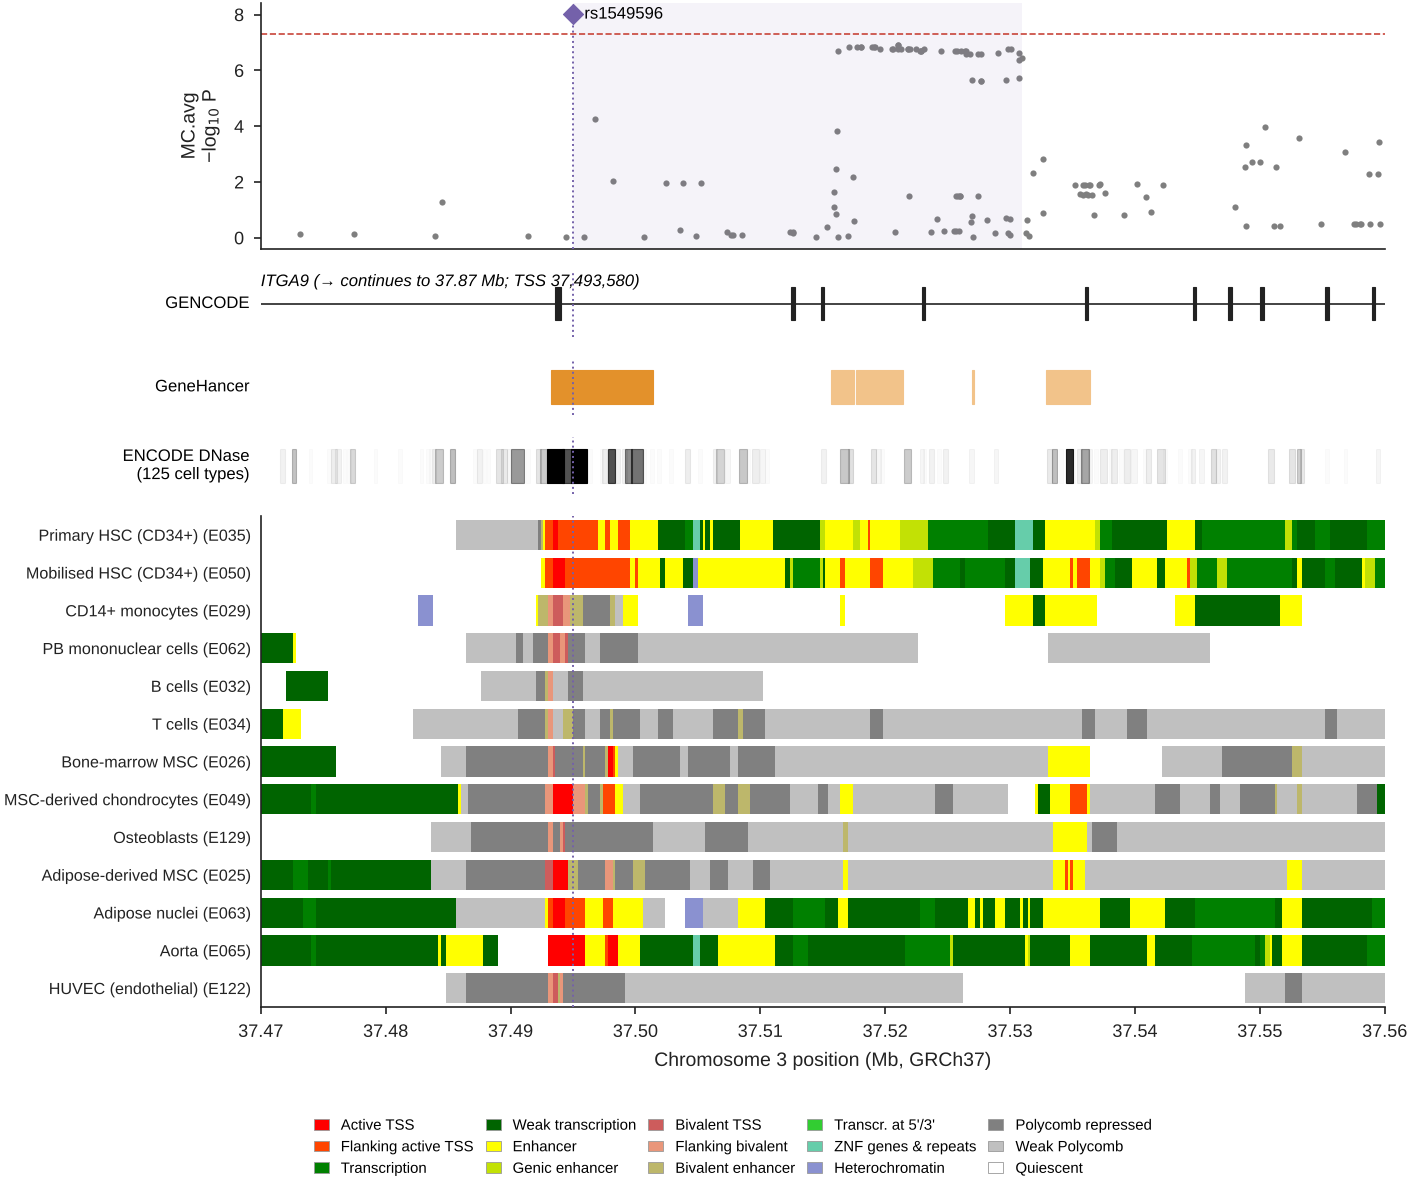 8
rs1549596
6
4
2
0
MC.avg
−log₁₀ P
ITGA9 (→ continues to 37.87 Mb; TSS 37,493,580)
GENCODE
GeneHancer
ENCODE DNase
(125 cell types)
Primary HSC (CD34+) (E035)
Mobilised HSC (CD34+) (E050)
CD14+ monocytes (E029)
PB mononuclear cells (E062)
B cells (E032)
T cells (E034)
Bone-marrow MSC (E026)
MSC-derived chondrocytes (E049)
Osteoblasts (E129)
Adipose-derived MSC (E025)
Adipose nuclei (E063)
Aorta (E065)
HUVEC (endothelial) (E122)
37.47 37.48 37.49 37.50 37.51 37.52 37.53 37.54 37.55 37.56
Chromosome 3 position (Mb, GRCh37)
Active TSS Weak transcription Bivalent TSS Transcr. at 5'/3' Polycomb repressed
Flanking active TSS Enhancer Flanking bivalent ZNF genes & repeats Weak Polycomb
Transcription Genic enhancer Bivalent enhancer Heterochromatin Quiescent